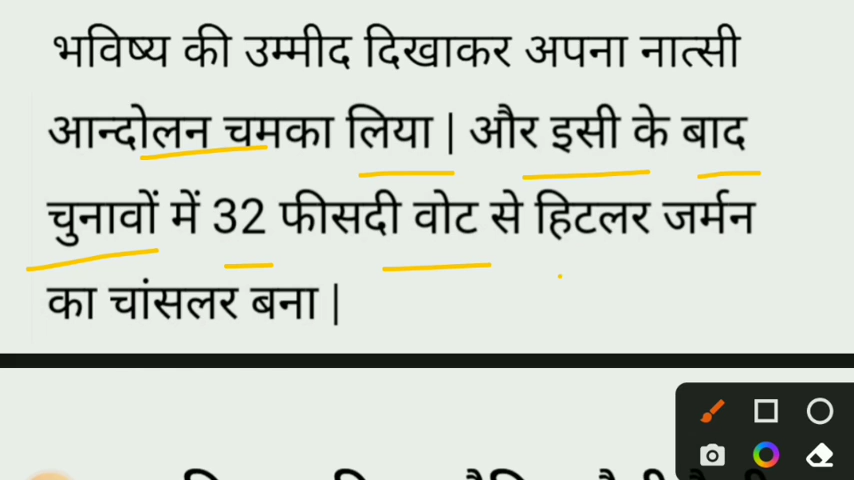 भविष्य की उम्मीद दिखाकर अपना नात्सी
आन्दोलन चमका लिया | और इसी के बाद
चुनावों में 32 फीसदी वोट से हिटलर जर्मन
का चांसलर बना |